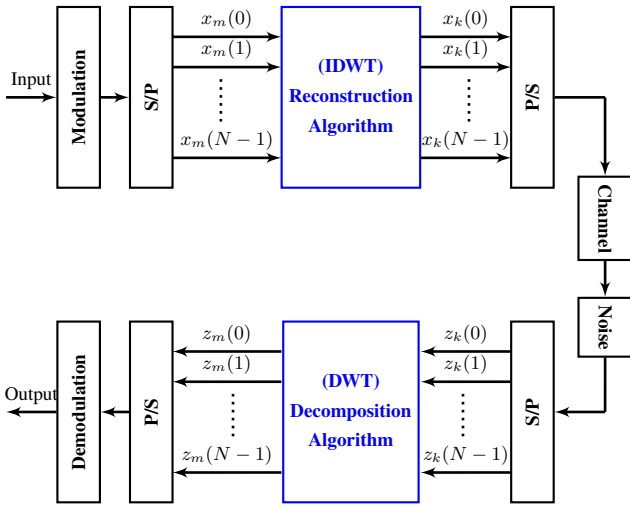 Input
Modulation
S/P
x_m(0)
x_m(1)
x_m(N − 1)
(IDWT)
Reconstruction
Algorithm
x_k(0)
x_k(1)
x_k(N − 1)
P/S
Channel
Noise
S/P
z_k(0)
z_k(1)
z_k(N−1)
(DWT)
Decomposition
Algorithm
z_m(0)
z_m(1)
z_m(N−1)
P/S
Demodulation
Output